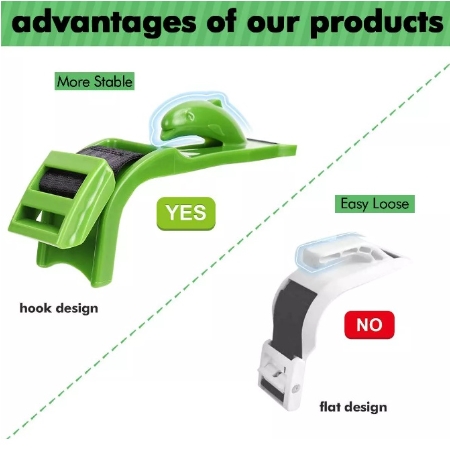 advantages of our products
More Stable
YES
Easy Loose
hook design
NO
flat design